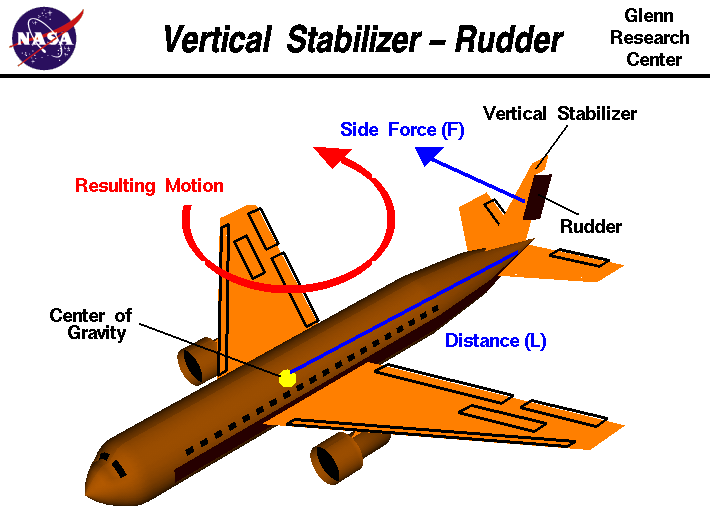 NASA
Vertical Stabilizer – Rudder
Glenn
Research
Center
Vertical Stabilizer
Side Force (F)
Resulting Motion
Rudder
Center of
Gravity
Distance (L)